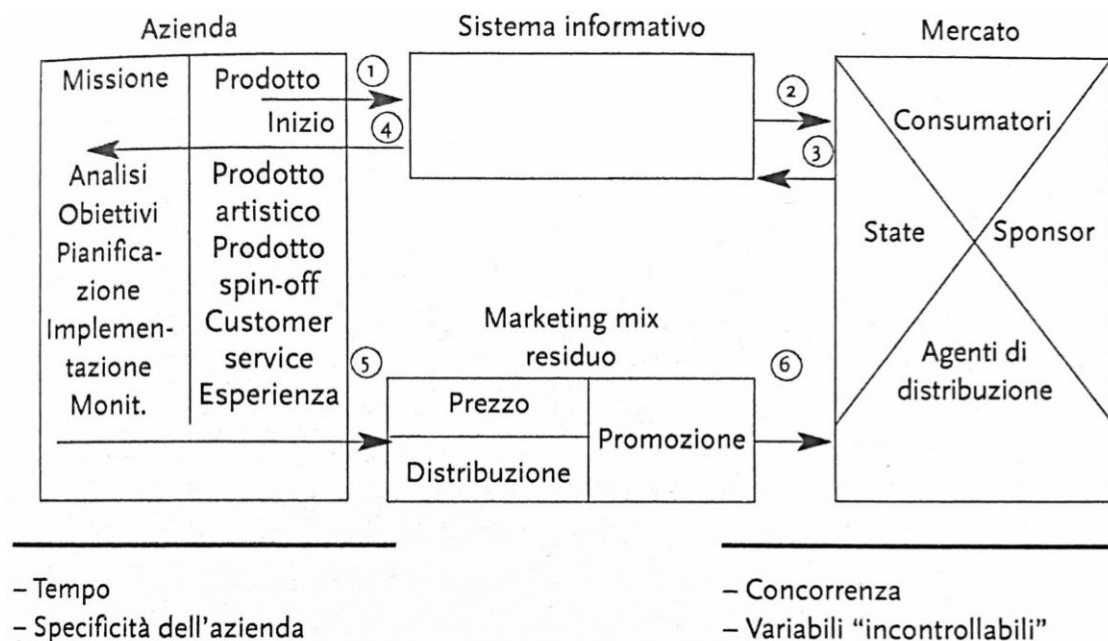 Azienda
Sistema informativo
Mercato
Missione
Prodotto
①
Inizio
④
②
③
Consumatori
State
Sponsor
Agenti di
distribuzione
Analisi
Obiettivi
Pianifica-
zione
Implemen-
tazione
Monit.
Prodotto
artistico
Prodotto
spin-off
Customer
service
Esperienza
⑤
Marketing mix
residuo
⑥
Prezzo
Distribuzione
Promozione
– Tempo
– Specificità dell'azienda
– Concorrenza
– Variabili "incontrollabili"